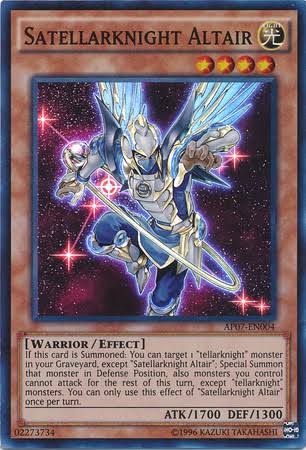 SATELLARKNIGHT ALTAIR
光
AP07-EN004
[WARRIOR / EFFECT]
If this card is Summoned: You can target 1 "tellarknight" monster
in your Graveyard, except "Satellarknight Altair"; Special Summon
that monster in Defense Position, also monsters you control
cannot attack for the rest of this turn, except "tellarknight"
monsters. You can only use this effect of "Satellarknight Altair"
once per turn.
ATK/1700 DEF/1300
02273734
©1996 KAZUKI TAKAHASHI